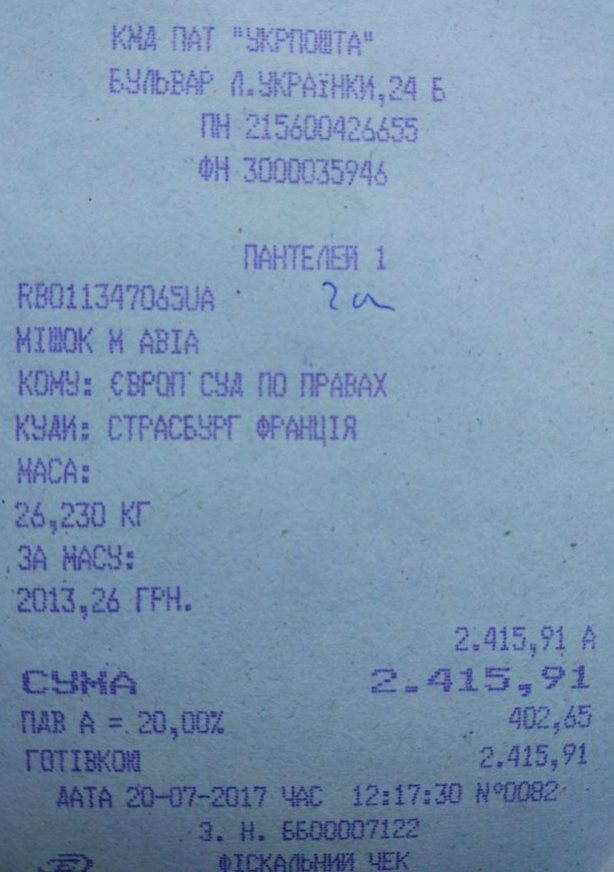 КМД ПАТ "УКРПОШТА"
БУЛЬВАР Л.УКРАЇНКИ,24 Б
ПН 215600426655
ФН 3000035946
ПАНТЕЛЕЙ 1
RB011347065UA
МІШОК М АВІА
КОМУ: ЄВРОП СУД ПО ПРАВАХ
КУДИ: СТРАСБУРГ ФРАНЦІЯ
МАСА:
26,230 КГ
ЗА МАСУ:
2013,26 ГРН.
2.415,91 А
СУМА 2.415,91
ПДВ А = 20,00% 402,65
ГОТІВКОЮ 2.415,91
ДАТА 20-07-2017 ЧАС 12:17:30 №0082
З. Н. ББ00007122
ФІСКАЛЬНИЙ ЧЕК